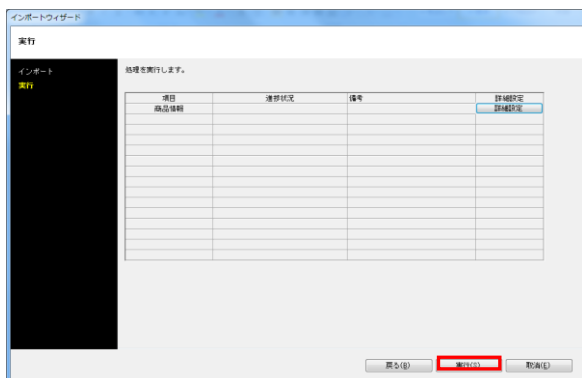 インポートウィザード
実行
インポート
実行
処理を実行します。
項目 進捗状況 備考 詳細設定
商品情報 詳細設定
戻る(B) 実行(S) 取消(E)